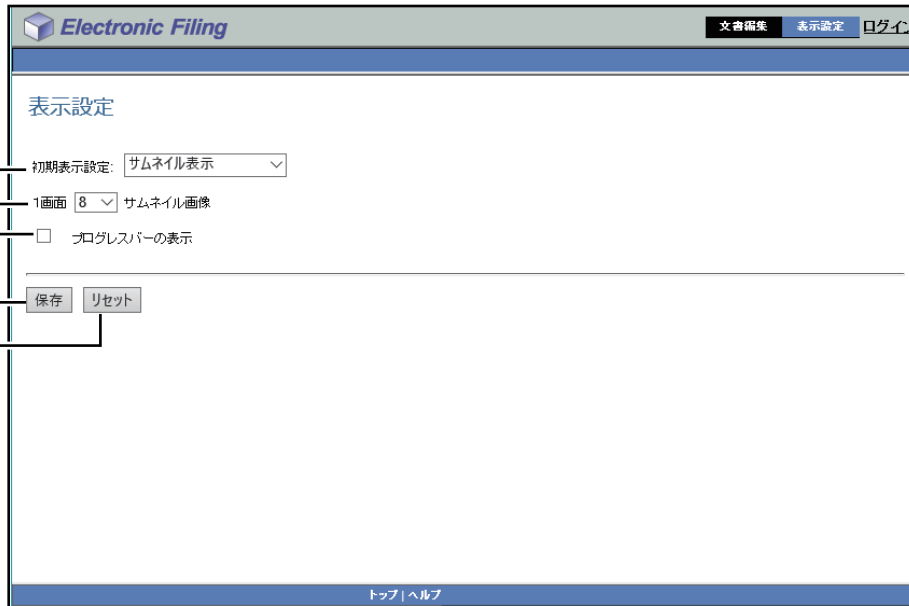 Electronic Filing
文書編集 表示設定 ログイン
表示設定
初期表示設定: サムネイル表示
1画面 8 サムネイル画像
プログレスバーの表示
保存 リセット
トップ | ヘルプ